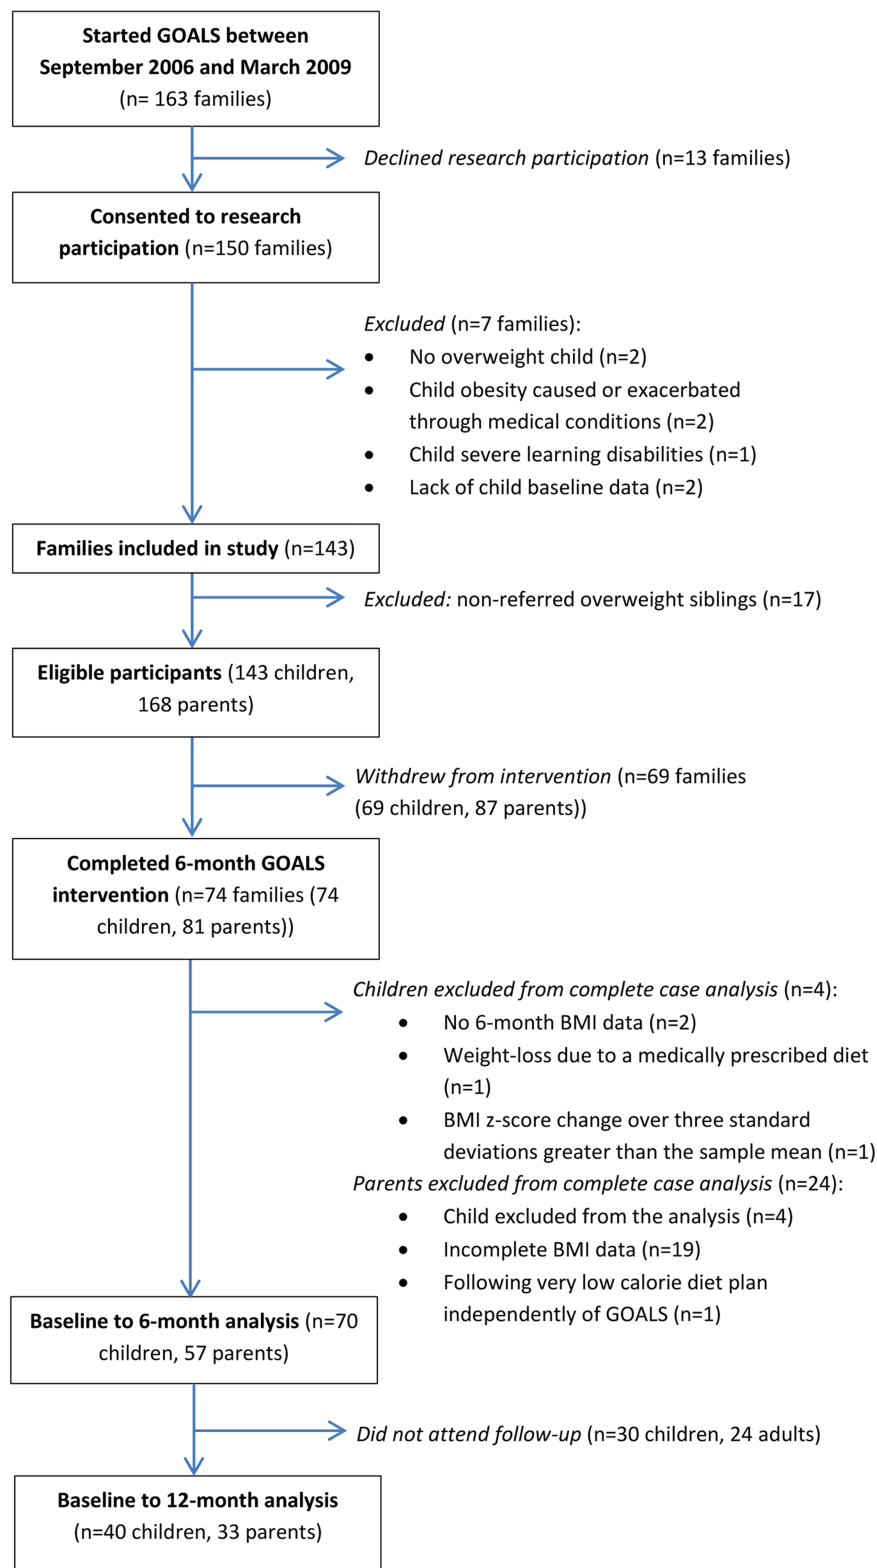 Started GOALS between
September 2006 and March 2009
(n= 163 families)
Declined research participation (n=13 families)
Consented to research
participation (n=150 families)
Excluded (n=7 families):
• No overweight child (n=2)
• Child obesity caused or exacerbated
through medical conditions (n=2)
• Child severe learning disabilities (n=1)
• Lack of child baseline data (n=2)
Families included in study (n=143)
Excluded: non-referred overweight siblings (n=17)
Eligible participants (143 children,
168 parents)
Withdrew from intervention (n=69 families
(69 children, 87 parents))
Completed 6-month GOALS
intervention (n=74 families (74
children, 81 parents))
Children excluded from complete case analysis (n=4):
• No 6-month BMI data (n=2)
• Weight-loss due to a medically prescribed diet
(n=1)
• BMI z-score change over three standard
deviations greater than the sample mean (n=1)
Parents excluded from complete case analysis (n=24):
• Child excluded from the analysis (n=4)
• Incomplete BMI data (n=19)
• Following very low calorie diet plan
independently of GOALS (n=1)
Baseline to 6-month analysis (n=70
children, 57 parents)
Did not attend follow-up (n=30 children, 24 adults)
Baseline to 12-month analysis
(n=40 children, 33 parents)